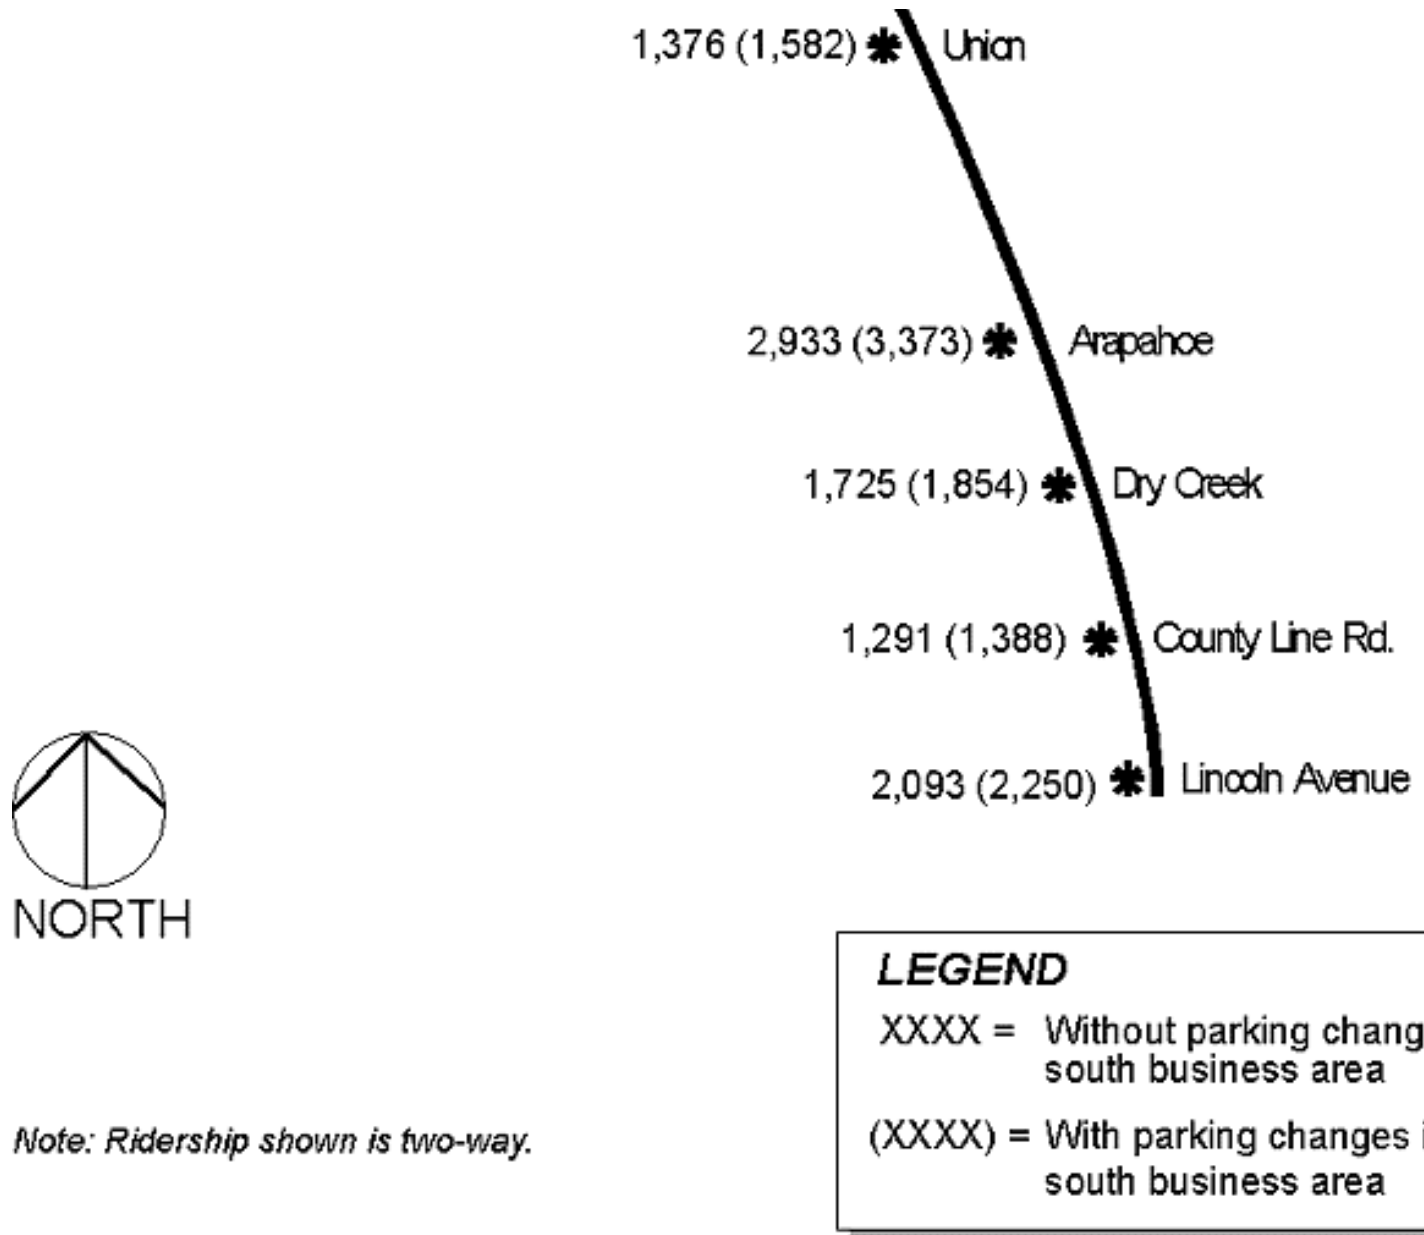 1,376 (1,582) Union
2,933 (3,373) Arapahoe
1,725 (1,854) Dry Creek
1,291 (1,388) County Line Rd.
2,093 (2,250) Lincoln Avenue
NORTH
LEGEND
XXXX = Without parking chang
south business area
(XXXX) = With parking changes i
south business area
Note: Ridership shown is two-way.